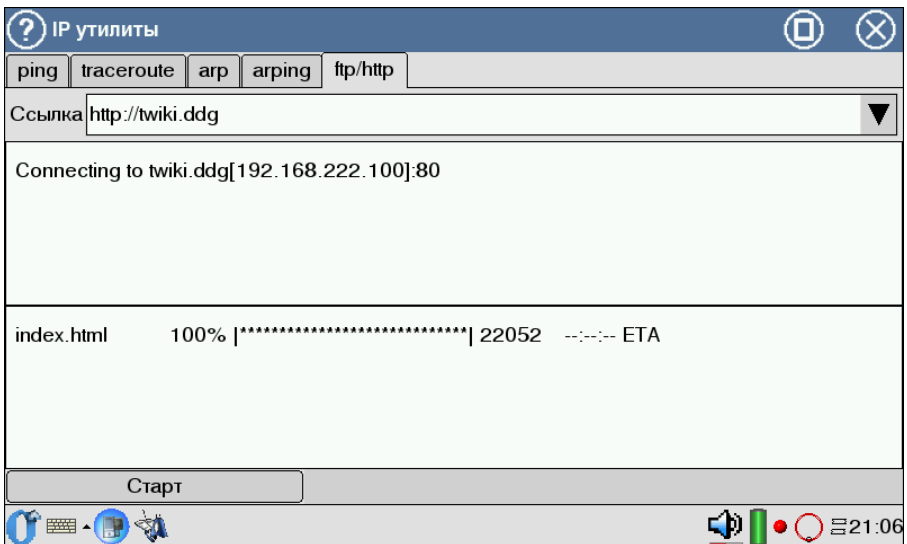 IP утилиты
ping traceroute arp arping ftp/http
Ссылка http://twiki.ddg
Connecting to twiki.ddg[192.168.222.100]:80
index.html 100% |*****************************| 22052 --:--:-- ETA
Старт
21:06